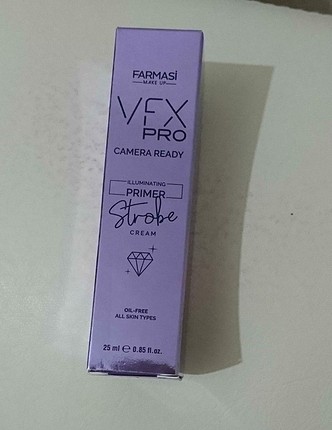 FARMASİ
MAKE UP
VFX
PRO
CAMERA READY
ILLUMINATING
PRIMER
Strobe
CREAM
OIL-FREE
ALL SKIN TYPES
25 ml ℮ 0.85 fl.oz.